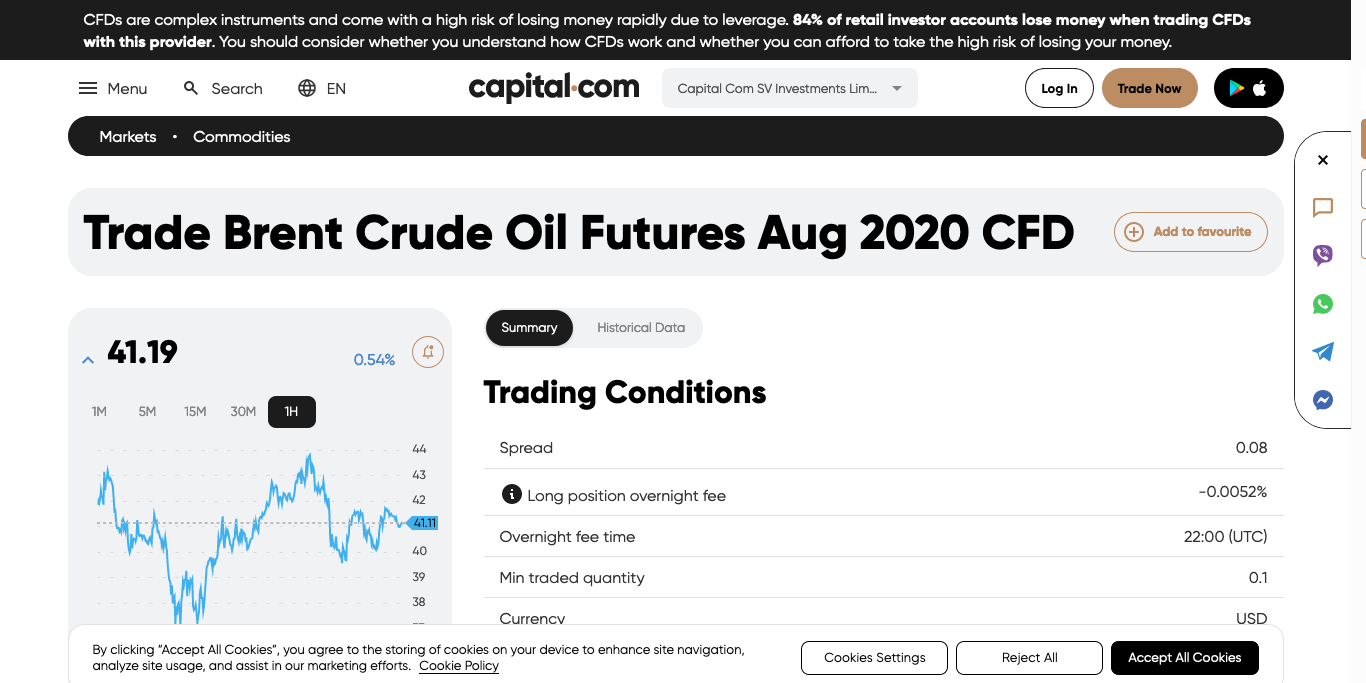 CFDs are complex instruments and come with a high risk of losing money rapidly due to leverage. 84% of retail investor accounts lose money when trading CFDs
with this provider. You should consider whether you understand how CFDs work and whether you can afford to take the high risk of losing your money.
Menu Search EN capital.com Capital Com SV Investments Lim... Log In Trade Now
Markets • Commodities
Trade Brent Crude Oil Futures Aug 2020 CFD Add to favourite
41.19 0.54%
1M 5M 15M 30M 1H
44
43
42
41.11
40
39
38
Summary Historical Data
Trading Conditions
Spread 0.08
Long position overnight fee -0.0052%
Overnight fee time 22:00 (UTC)
Min traded quantity 0.1
Currency USD
By clicking “Accept All Cookies”, you agree to the storing of cookies on your device to enhance site navigation,
analyze site usage, and assist in our marketing efforts. Cookie Policy
Cookies Settings Reject All Accept All Cookies